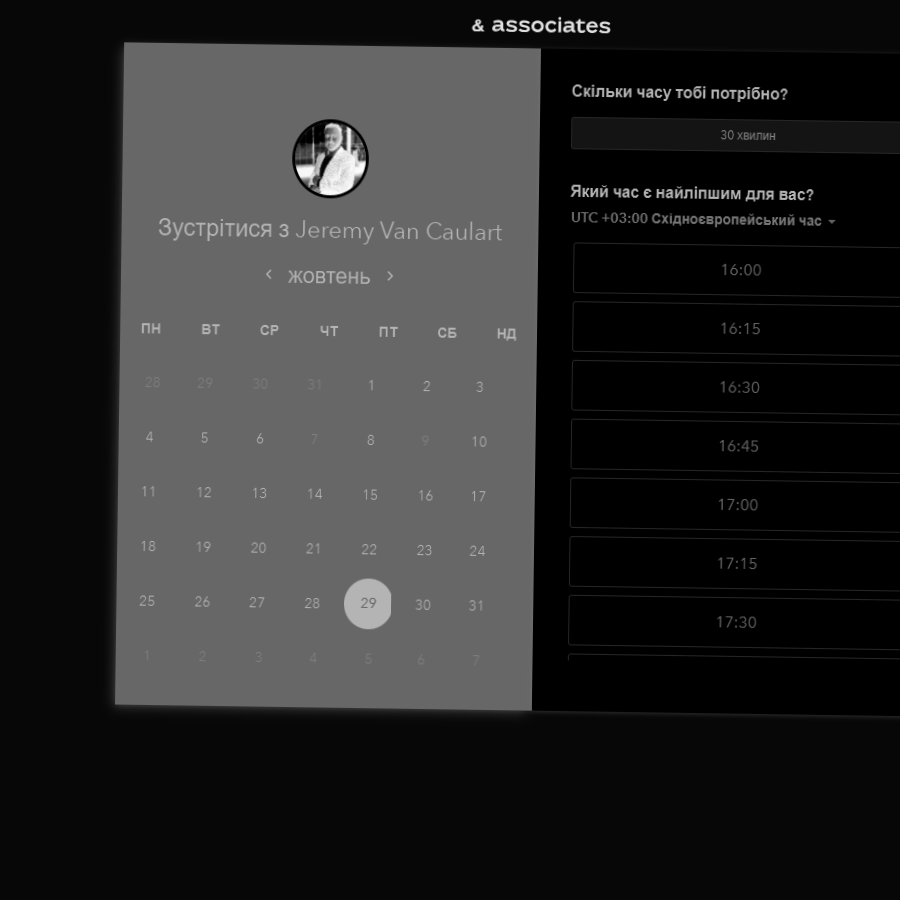 & associates
Зустрітися з Jeremy Van Caulart
‹ жовтень ›
ПН ВТ СР ЧТ ПТ СБ НД
28 29 30 31 1 2 3
4 5 6 7 8 9 10
11 12 13 14 15 16 17
18 19 20 21 22 23 24
25 26 27 28 29 30 31
1 2 3 4 5 6 7
Скільки часу тобі потрібно?
30 хвилин
Який час є найліпшим для вас?
UTC +03:00 Східноєвропейський час
16:00
16:15
16:30
16:45
17:00
17:15
17:30